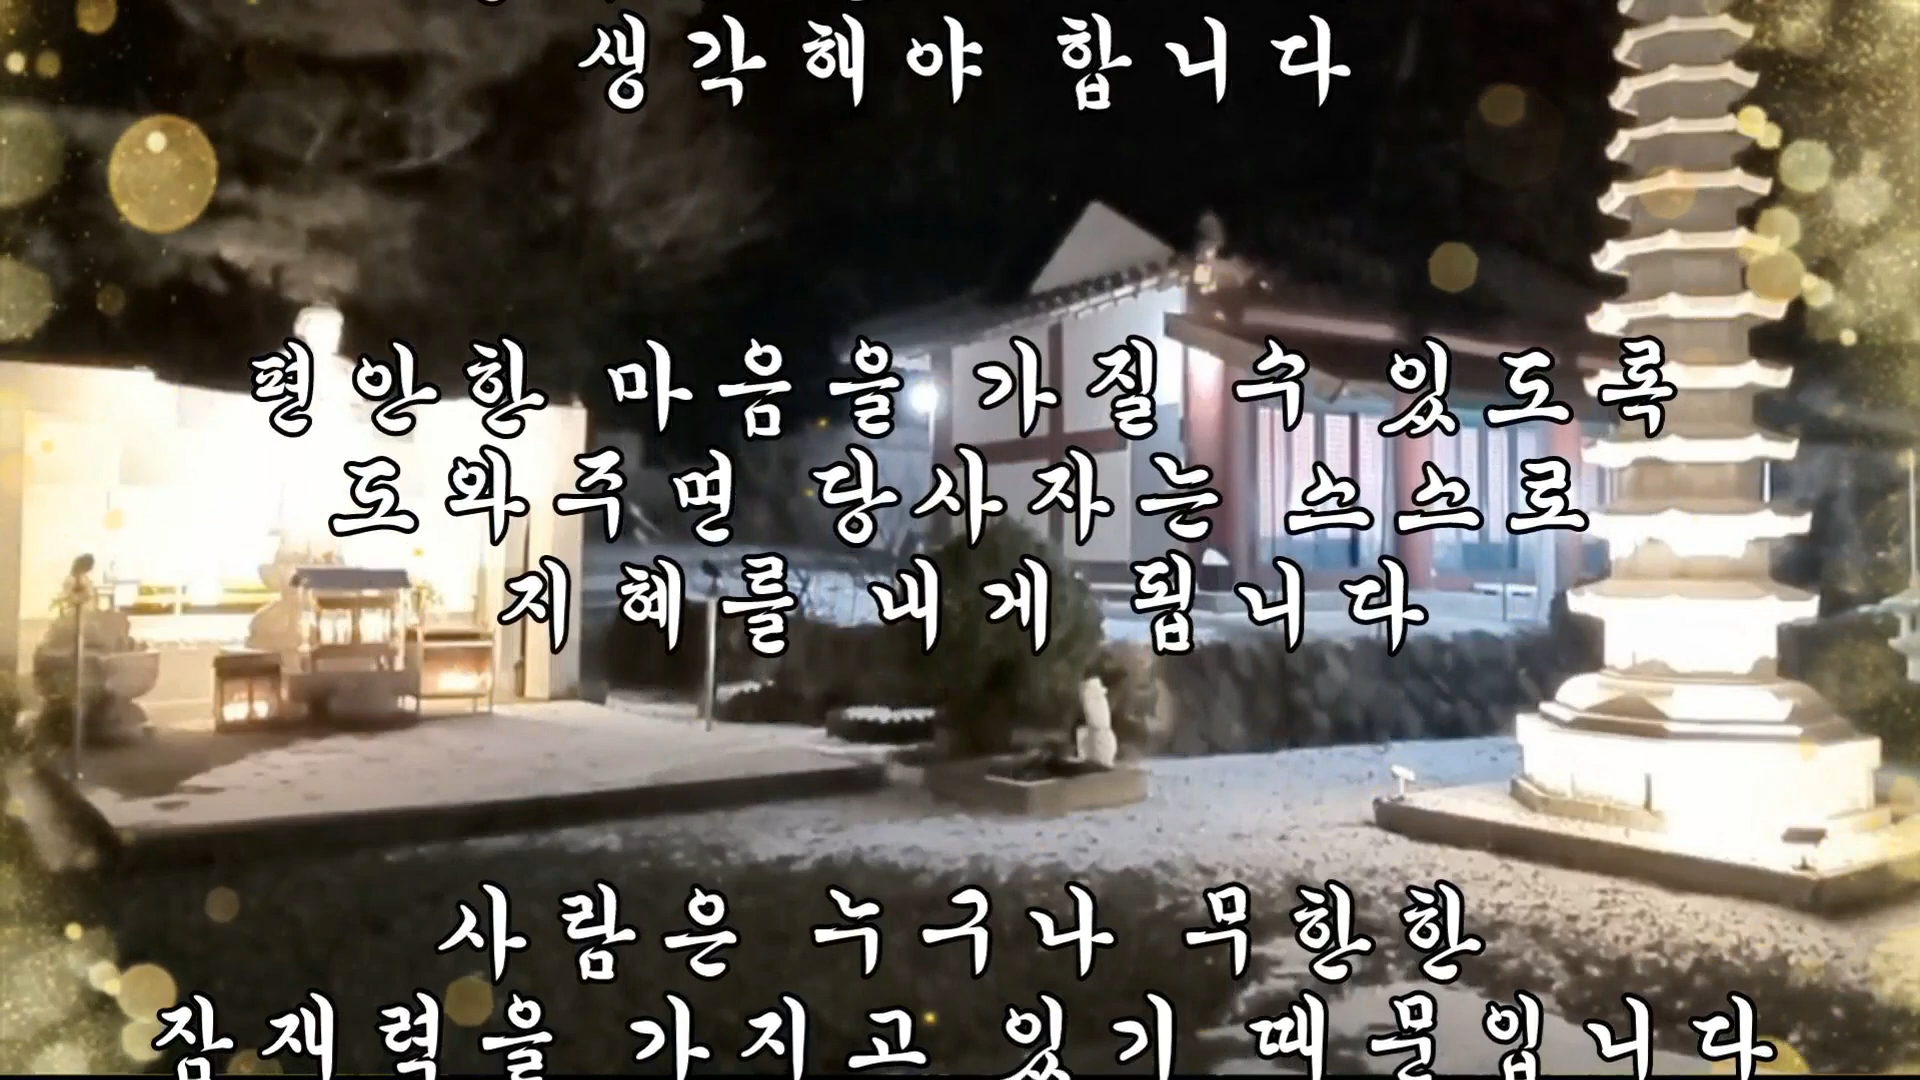 생각해야 합니다
편안한 마음을 가질 수 있도록
도와주면 당사자는 스스로
지혜를 내게 됩니다
사람은 누구나 무한한
잠재력을 가지고 있기 때문입니다